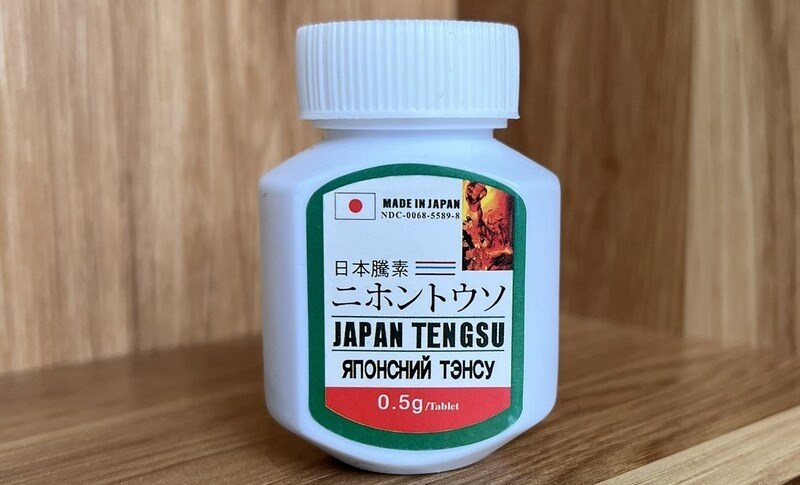 MADE IN JAPAN
NDC-0068-5589-8
日本騰素
ニホントウソ
JAPAN TENGSU
ЯПОНСНИЙ ТЭНСУ
0.5g/Tablet